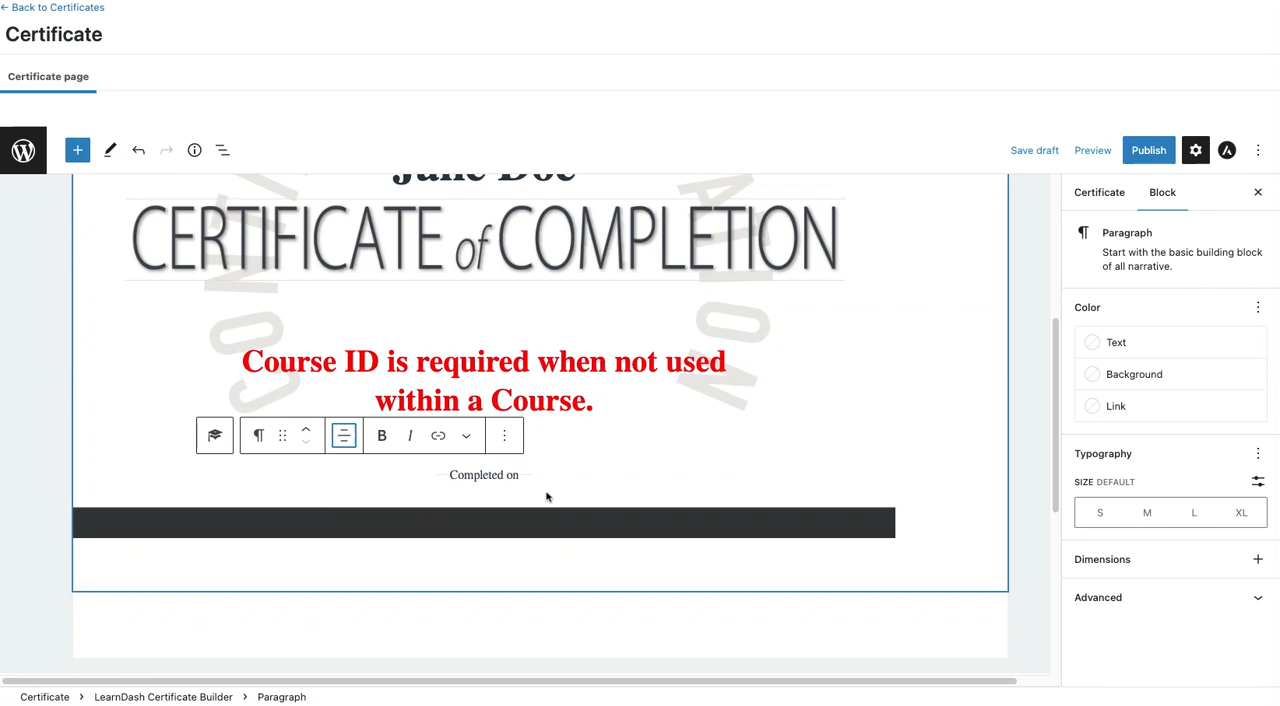 ← Back to Certificates
Certificate
Certificate page
Save draft
Preview
Publish
Certificate
Block
Jane Doe
CERTIFICATE of COMPLETION
Course ID is required when not used
within a Course.
B I
Completed on
Paragraph
Start with the basic building block
of all narrative.
Color
Text
Background
Link
Typography
SIZE DEFAULT
S M L XL
Dimensions
Advanced
Certificate > LearnDash Certificate Builder > Paragraph